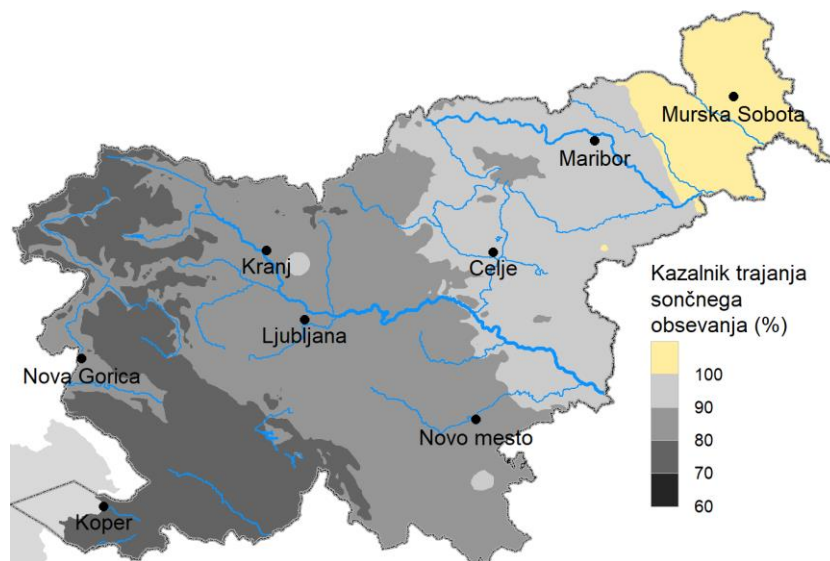 Murska Sobota
Maribor
Kranj
Celje
Ljubljana
Nova Gorica
Novo mesto
Koper
Kazalnik trajanja
sončnega
obsevanja (%)
100
90
80
70
60